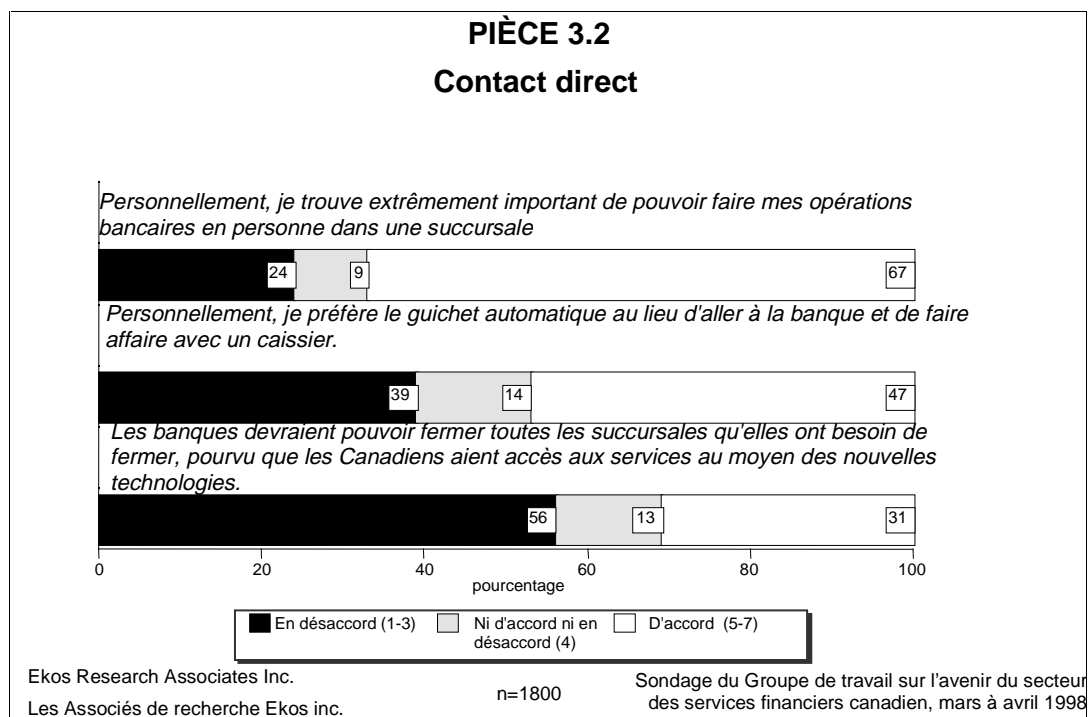 PIÈCE 3.2
Contact direct
Personnellement, je trouve extrêmement important de pouvoir faire mes opérations
bancaires en personne dans une succursale
24 9 67
Personnellement, je préfère le guichet automatique au lieu d'aller à la banque et de faire
affaire avec un caissier.
39 14 47
Les banques devraient pouvoir fermer toutes les succursales qu'elles ont besoin de
fermer, pourvu que les Canadiens aient accès aux services au moyen des nouvelles
technologies.
56 13 31
0 20 40 60 80 100
pourcentage
En désaccord (1-3) Ni d'accord ni en D'accord (5-7)
désaccord (4)
Ekos Research Associates Inc.
Les Associés de recherche Ekos inc.
n=1800
Sondage du Groupe de travail sur l'avenir du secteur
des services financiers canadien, mars à avril 1998